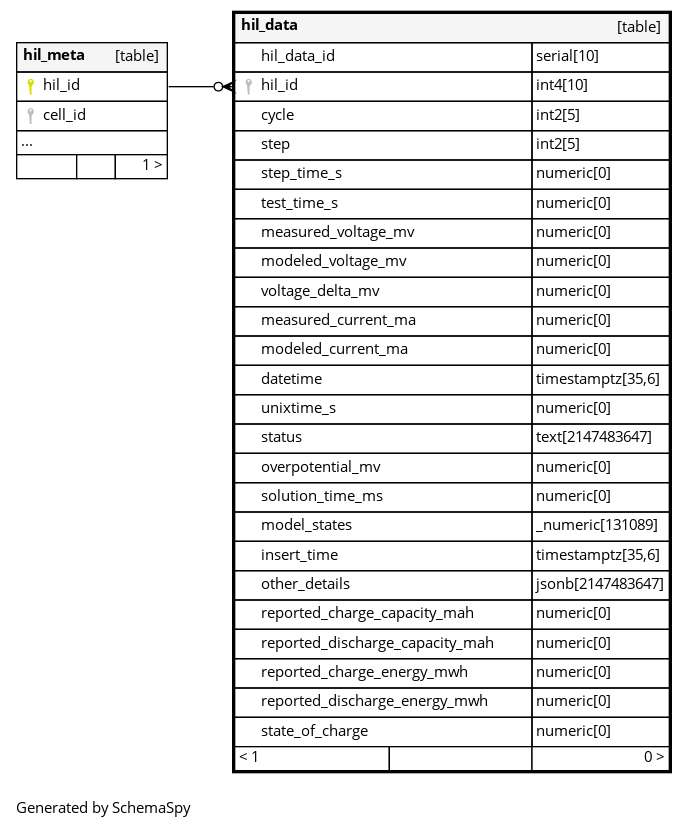 hil_meta [table]
hil_id
cell_id
...
1 >
hil_data [table]
hil_data_id serial[10]
hil_id int4[10]
cycle int2[5]
step int2[5]
step_time_s numeric[0]
test_time_s numeric[0]
measured_voltage_mv numeric[0]
modeled_voltage_mv numeric[0]
voltage_delta_mv numeric[0]
measured_current_ma numeric[0]
modeled_current_ma numeric[0]
datetime timestamptz[35,6]
unixtime_s numeric[0]
status text[2147483647]
overpotential_mv numeric[0]
solution_time_ms numeric[0]
model_states _numeric[131089]
insert_time timestamptz[35,6]
other_details jsonb[2147483647]
reported_charge_capacity_mah numeric[0]
reported_discharge_capacity_mah numeric[0]
reported_charge_energy_mwh numeric[0]
reported_discharge_energy_mwh numeric[0]
state_of_charge numeric[0]
< 1 0 >
Generated by SchemaSpy